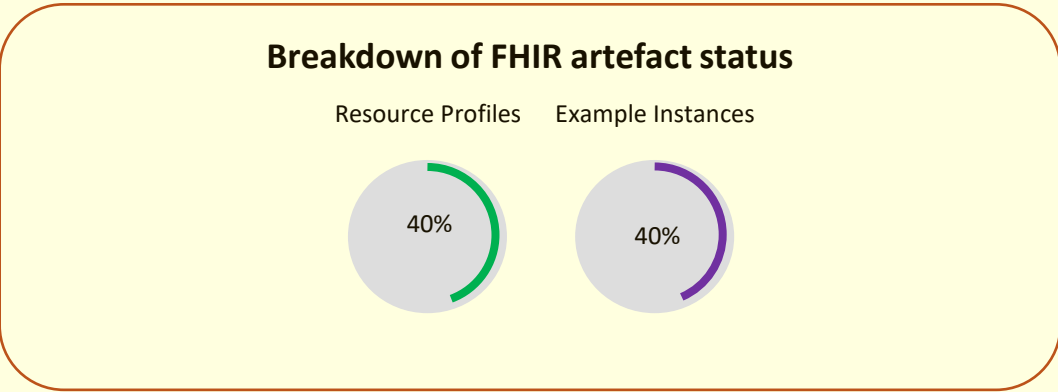 Breakdown of FHIR artefact status
Resource Profiles Example Instances
40% 40%